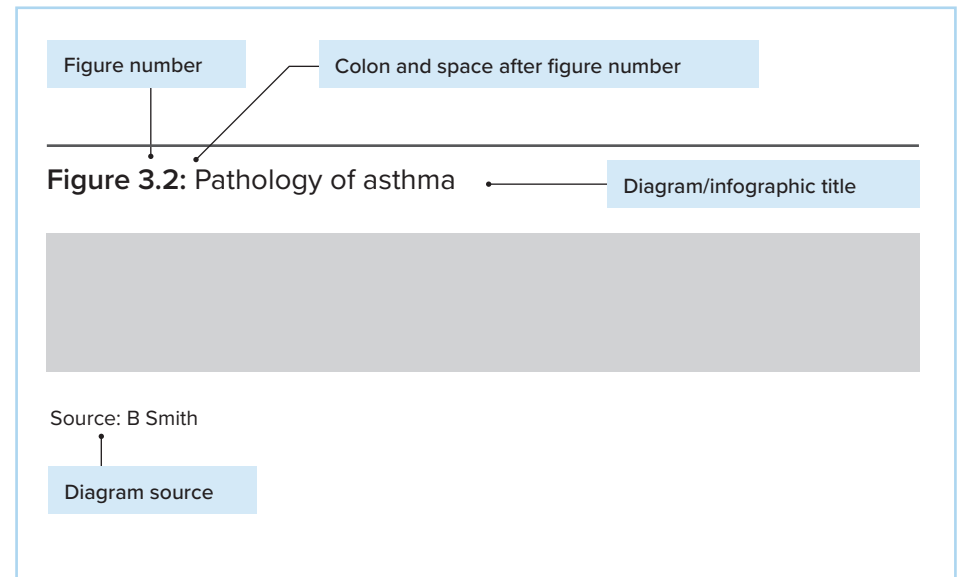 Figure number
Colon and space after figure number
Figure 3.2: Pathology of asthma
Diagram/infographic title
Source: B Smith
Diagram source